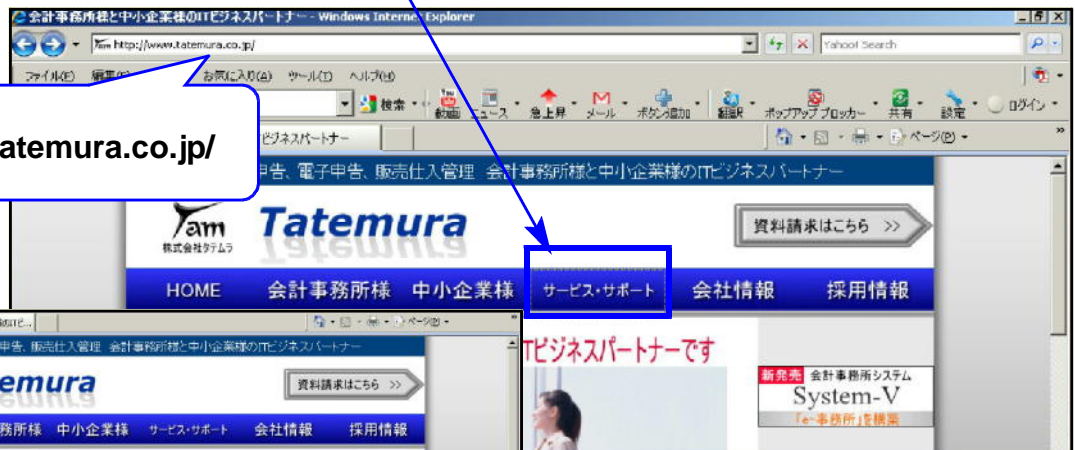 会計事務所様と中小企業様のITビジネスパートナー - Windows Internet Explorer
http://www.tatemura.co.jp/
Yahoo! Search
ファイル(F) お気に入り(A) ツール(T) ヘルプ(H)
検索 動画 ニュース 急上昇 メール ボタン追加 翻訳 ポップアップブロッカー 共有 設定 ログイン
atemura.co.jp/
ビジネスパートナー
ページ(P)
申告、電子申告、販売仕入管理 会計事務所様と中小企業様のITビジネスパートナー
Tam
株式会社タテムラ
Tatemura
資料請求はこちら >>
HOME 会計事務所様 中小企業様 サービス・サポート 会社情報 採用情報
ページ(P)
申告、販売仕入管理 会計事務所様と中小企業様のITビジネスパートナー
emura
資料請求はこちら >>
務所様 中小企業様 サービス・サポート 会社情報 採用情報
ITビジネスパートナーです
新発売 会計事務所システム
System-V
「e-事務所」を構築